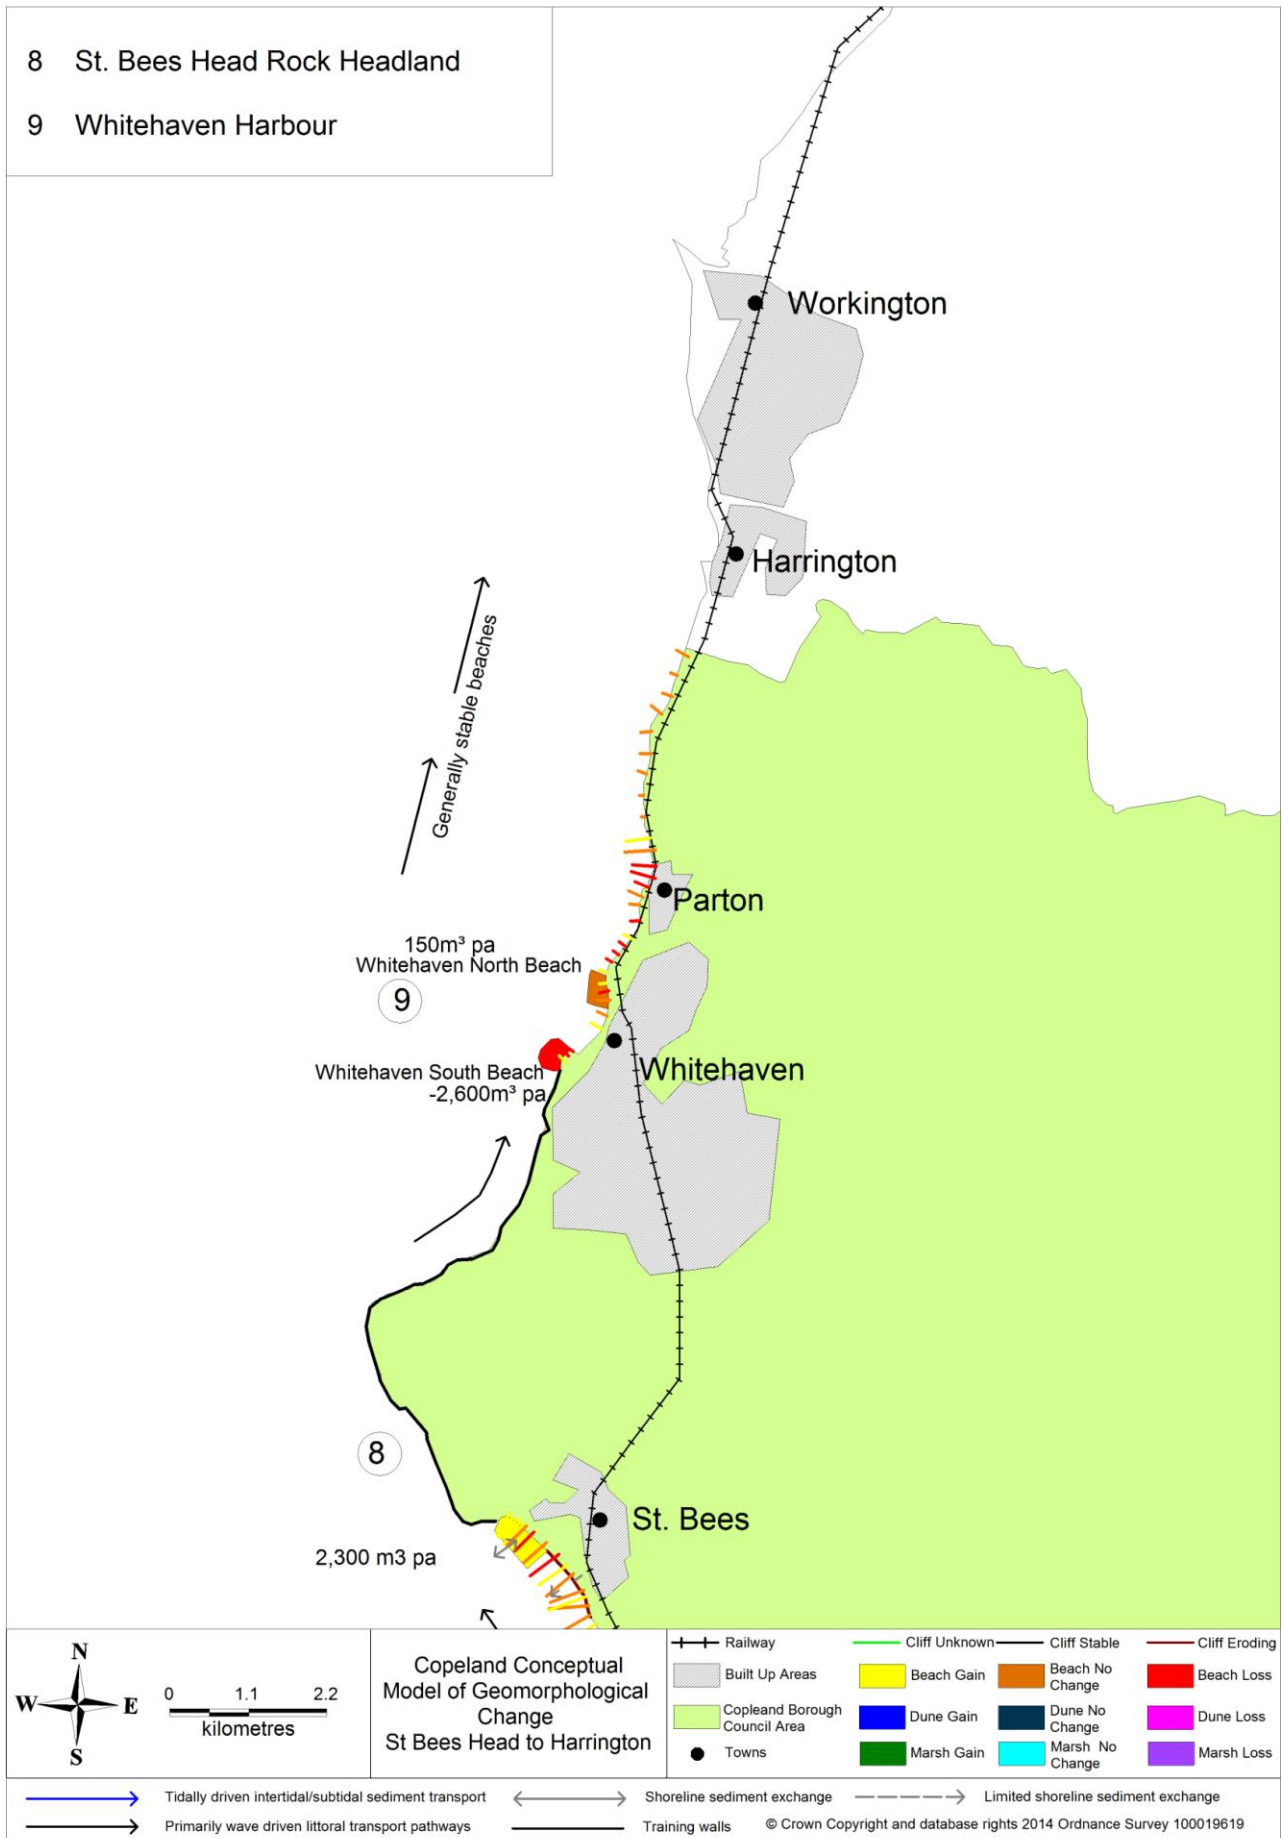 8 St. Bees Head Rock Headland
9 Whitehaven Harbour
Workington
Harrington
Generally stable beaches
Parton
150m³ pa
Whitehaven North Beach
9
Whitehaven South Beach
-2,600m³ pa
Whitehaven
8
St. Bees
2,300 m3 pa
N
W E
S
0 1.1 2.2
kilometres
Copeland Conceptual
Model of Geomorphological
Change
St Bees Head to Harrington
Railway
Cliff Unknown
Cliff Stable
Cliff Eroding
Built Up Areas
Beach Gain
Beach No
Change
Beach Loss
Copleand Borough
Council Area
Dune Gain
Dune No
Change
Dune Loss
Towns
Marsh Gain
Marsh No
Change
Marsh Loss
Tidally driven intertidal/subtidal sediment transport
Shoreline sediment exchange
Limited shoreline sediment exchange
Primarily wave driven littoral transport pathways
Training walls
© Crown Copyright and database rights 2014 Ordnance Survey 100019619